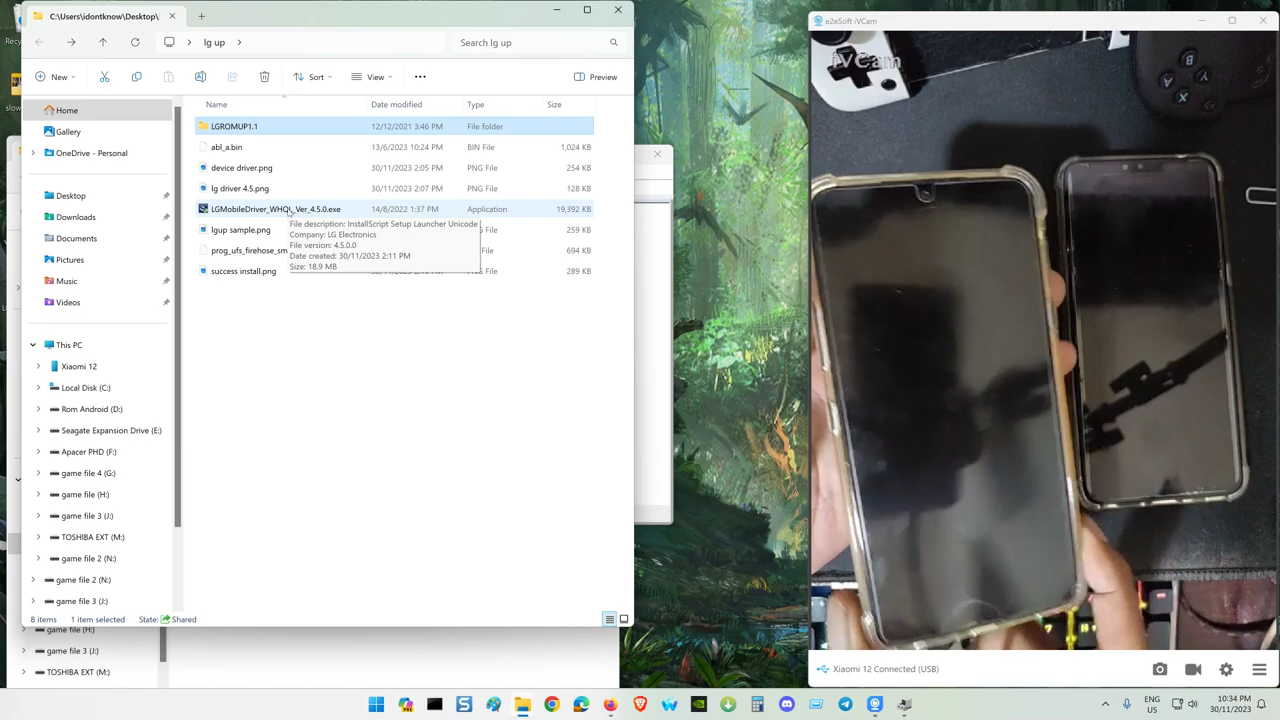 C:\Users\idontknow\Desktop\
e2eSoft iVCam
lg up
Search lg up
New
Sort
View
Preview
Name
Date modified
Type
Size
Home
Gallery
OneDrive - Personal
Desktop
Downloads
Documents
Pictures
Music
Videos
This PC
Xiaomi 12
Local Disk (C:)
Rom Android (D:)
Seagate Expansion Drive (E:)
Apacer PHD (F:)
game file 4 (G:)
game file (H:)
game file 3 (J:)
TOSHIBA EXT (M:)
game file 2 (N:)
game file 2 (N:)
game file 3 (J:)
LGROMUP1.1 12/12/2021 3:46 PM File folder
abl_a.bin 13/6/2023 10:24 PM BIN File 1,024 KB
device driver.png 30/11/2023 2:05 PM PNG File 254 KB
lg driver 4.5.png 30/11/2023 2:07 PM PNG File 128 KB
LGMobileDriver_WHQL_Ver_4.5.0.exe 14/8/2022 1:37 PM Application 19,392 KB
lgup sample.png File 259 KB
prog_ufs_firehose_sm File 694 KB
success install.png PNG File 289 KB
File description: InstallScript Setup Launcher Unicode
Company: LG Electronics
File version: 4.5.0.0
Date created: 30/11/2023 2:11 PM
Size: 18.9 MB
8 items 1 item selected State: Shared
game file (H:)
game file 3 (J:)
TOSHIBA EXT (M:)
iVCam
Y
A
B
X
Xiaomi 12 Connected (USB)
ENG
US
10:34 PM
30/11/2023